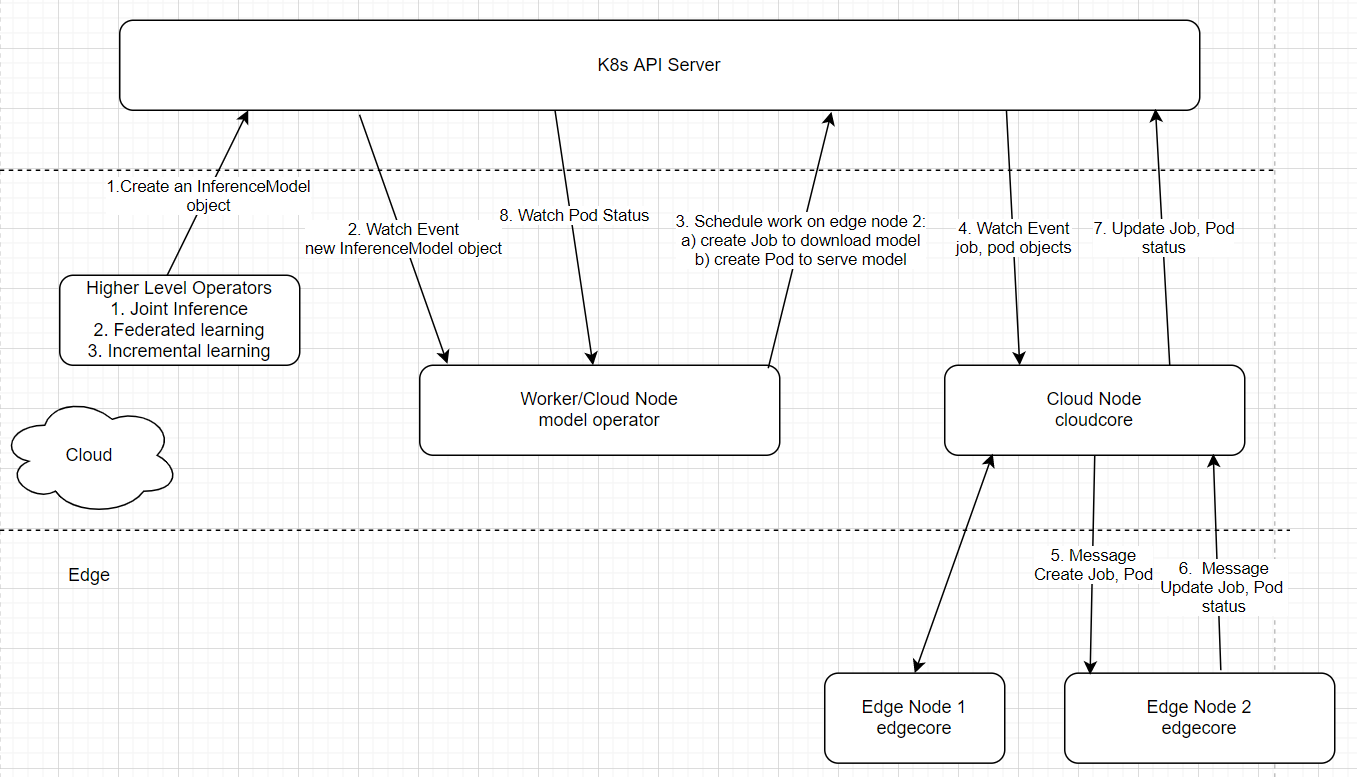 K8s API Server
1.Create an InferenceModel
object
2. Watch Event
new InferenceModel object
8. Watch Pod Status
3. Schedule work on edge node 2:
a) create Job to download model
b) create Pod to serve model
4. Watch Event
job, pod objects
7. Update Job, Pod
status
Higher Level Operators
1. Joint Inference
2. Federated learning
3. Incremental learning
Worker/Cloud Node
model operator
Cloud Node
cloudcore
Cloud
Edge
5. Message
Create Job, Pod
6. Message
Update Job, Pod
status
Edge Node 1
edgecore
Edge Node 2
edgecore